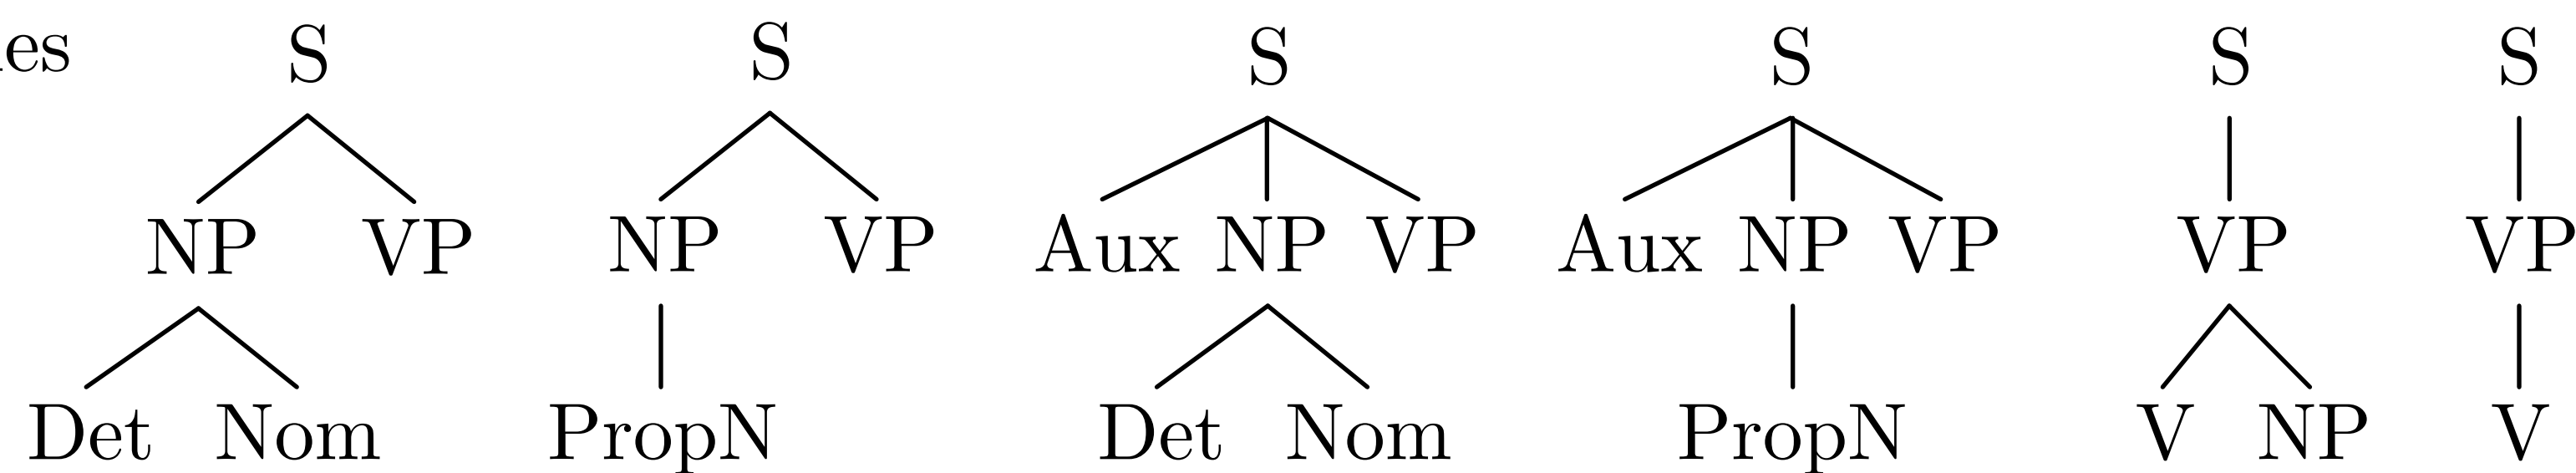 es S S S S S S
NP VP NP VP Aux NP VP Aux NP VP VP VP
Det Nom PropN Det Nom PropN V NP V